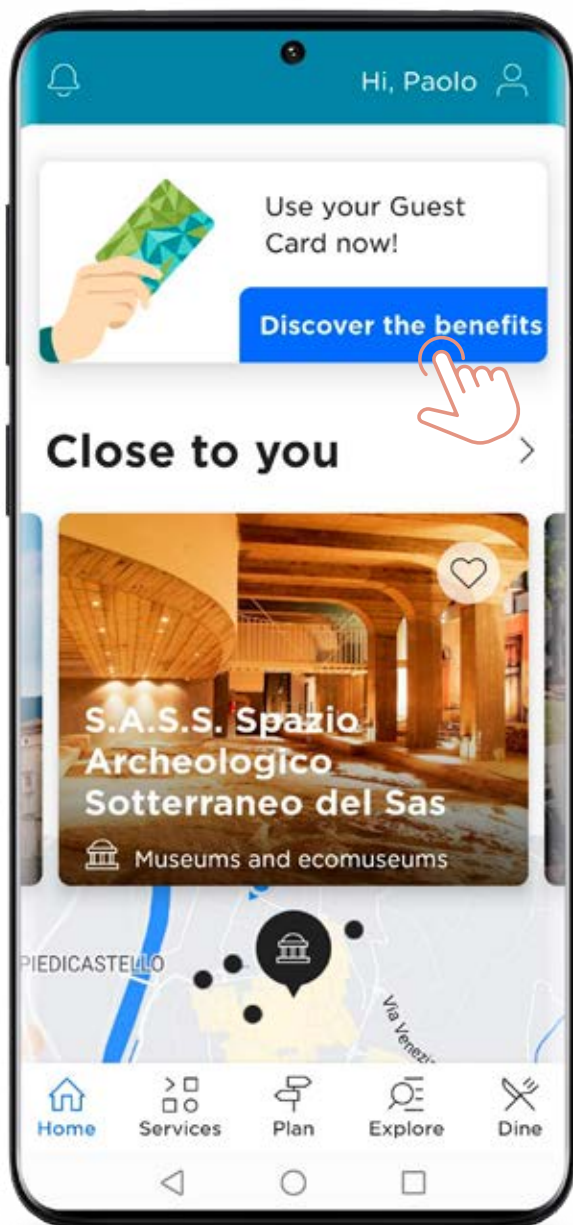 Hi, Paolo
Use your Guest
Card now!
Discover the benefits
Close to you
S.A.S.S. Spazio
Archeologico
Sotterraneo del Sas
Museums and ecomuseums
PIEDICASTELLO
Via Venezi
Home
Services
Plan
Explore
Dine